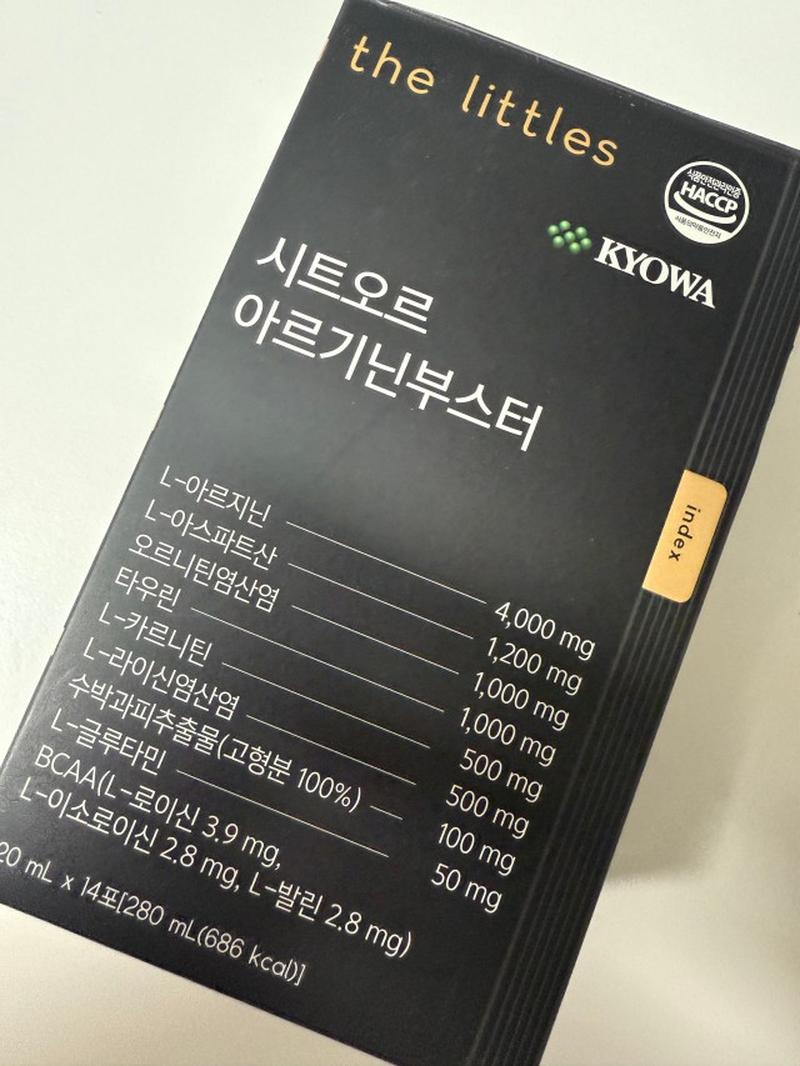 the littles
식품안전관리인증
HACCP
식품의약품안전처
KYOWA
시트오르
아르기닌부스터
index
L-아르지닌 4,000 mg
L-아스파트산 1,200 mg
오르니틴염산염 1,000 mg
타우린 1,000 mg
L-카르니틴 500 mg
L-라이신염산염 500 mg
수박과피추출물(고형분 100%) 100 mg
L-글루타민 50 mg
BCAA(L-로이신 3.9 mg,
L-이소로이신 2.8 mg, L-발린 2.8 mg)
20 mL x 14포[280 mL(686 kcal)]